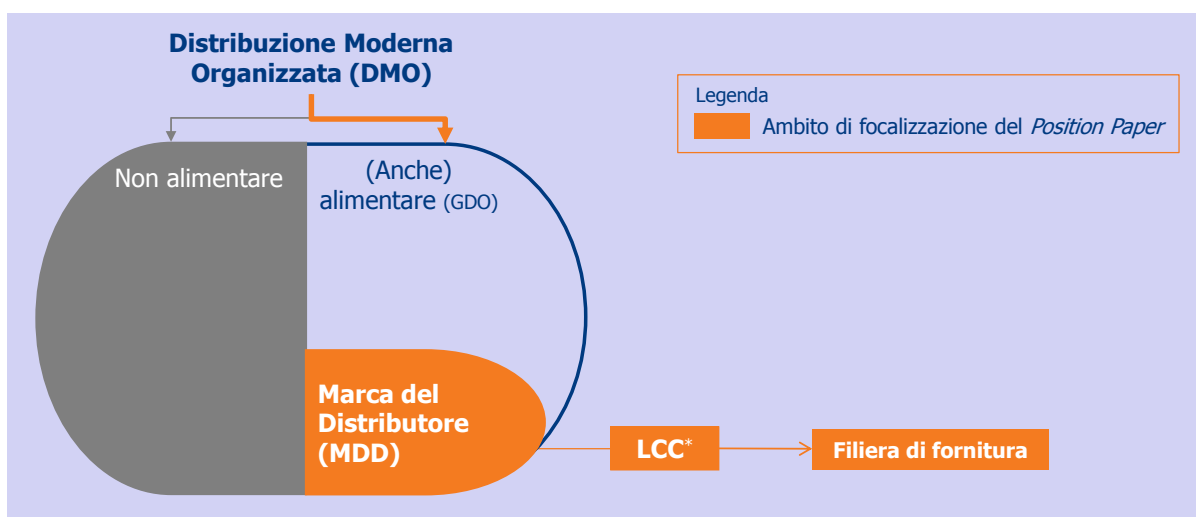 Distribuzione Moderna
Organizzata (DMO)
Legenda
Ambito di focalizzazione del Position Paper
Non alimentare
(Anche)
alimentare (GDO)
Marca del
Distributore
(MDD)
LCC*
Filiera di fornitura